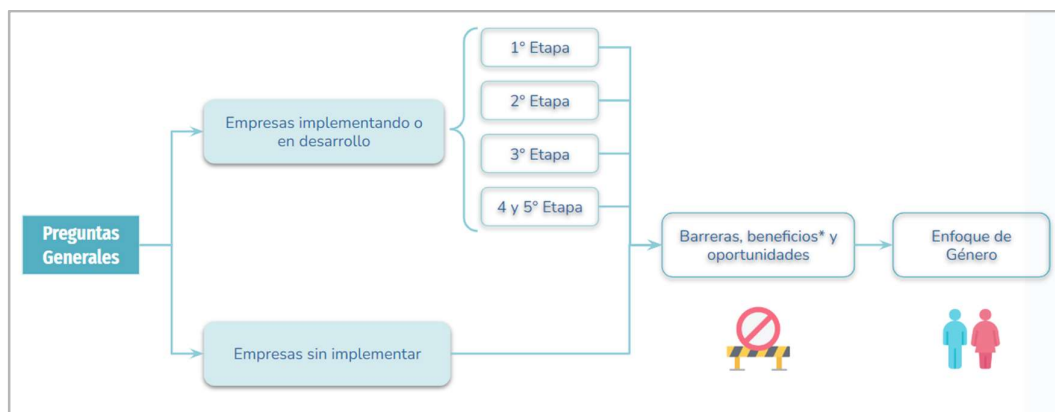 Preguntas
Generales
Empresas implementando o
en desarrollo
1° Etapa
2° Etapa
3° Etapa
4 y 5° Etapa
Empresas sin implementar
Barreras, beneficios* y
oportunidades
Enfoque de
Género